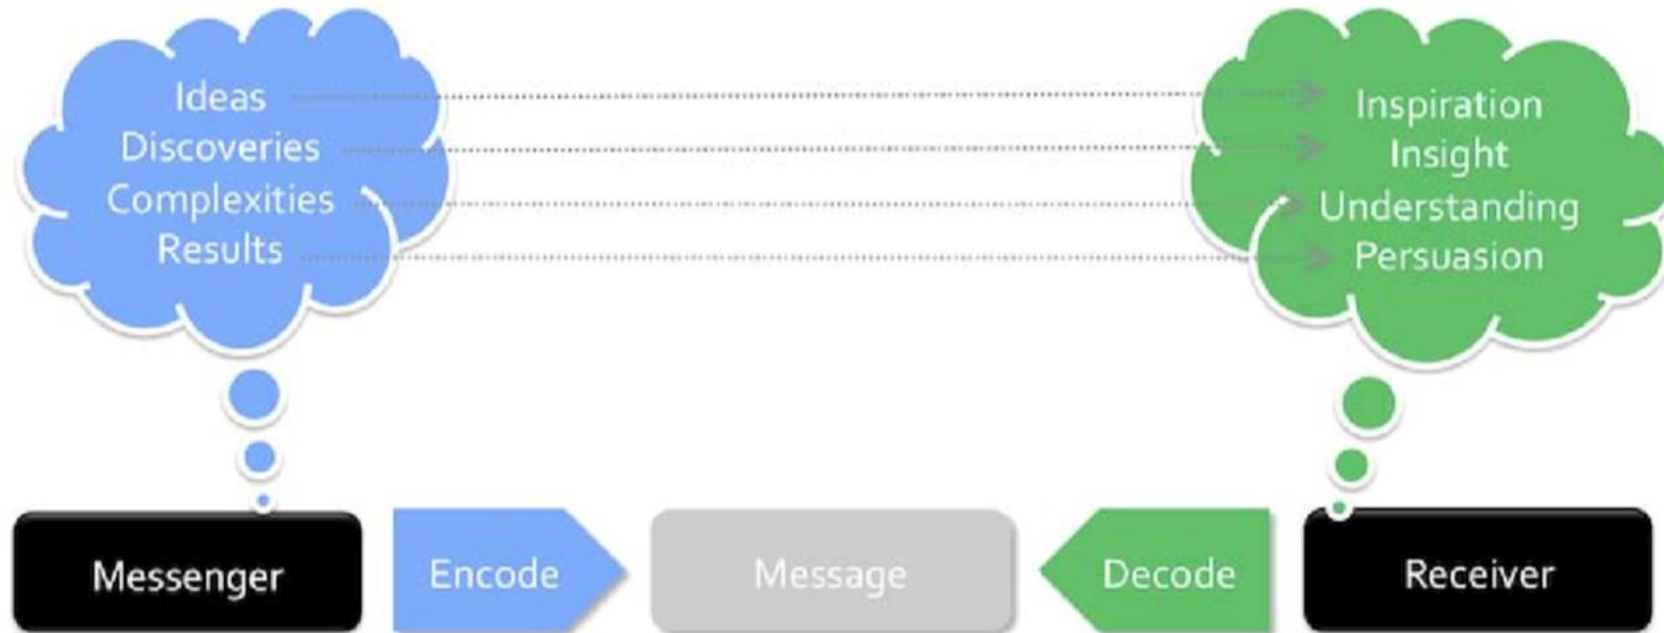 Ideas
Discoveries
Complexities
Results
Inspiration
Insight
Understanding
Persuasion
Messenger
Encode
Message
Decode
Receiver